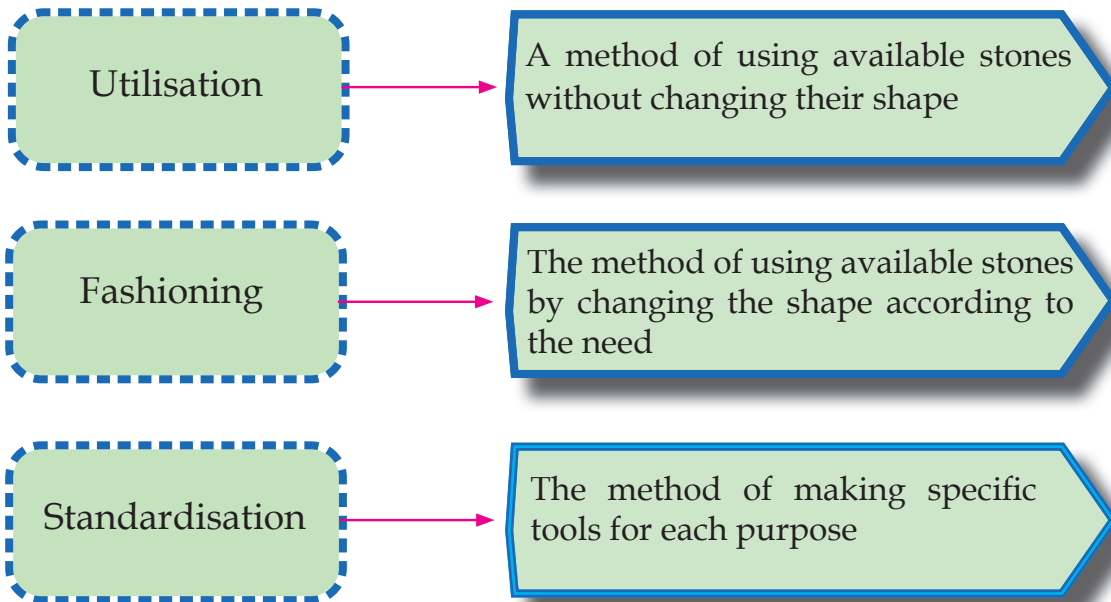 Utilisation
A method of using available stones
without changing their shape
Fashioning
The method of using available stones
by changing the shape according to
the need
Standardisation
The method of making specific
tools for each purpose